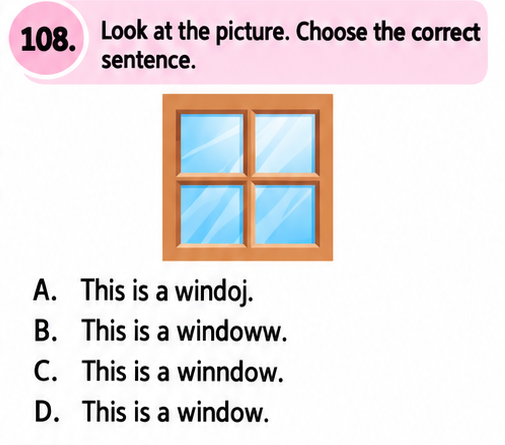 108.
Look at the picture. Choose the correct
sentence.
A. This is a windoj.
B. This is a windoww.
C. This is a winndow.
D. This is a window.